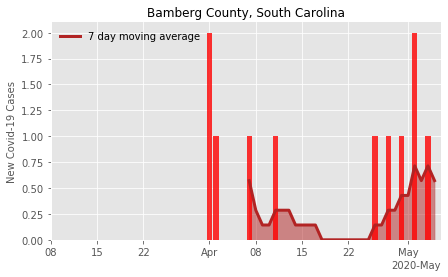 Bamberg County, South Carolina
7 day moving average
New Covid-19 Cases
2.00
1.75
1.50
1.25
1.00
0.75
0.50
0.25
0.00
08 15 22 Apr 08 15 22 May
2020-May